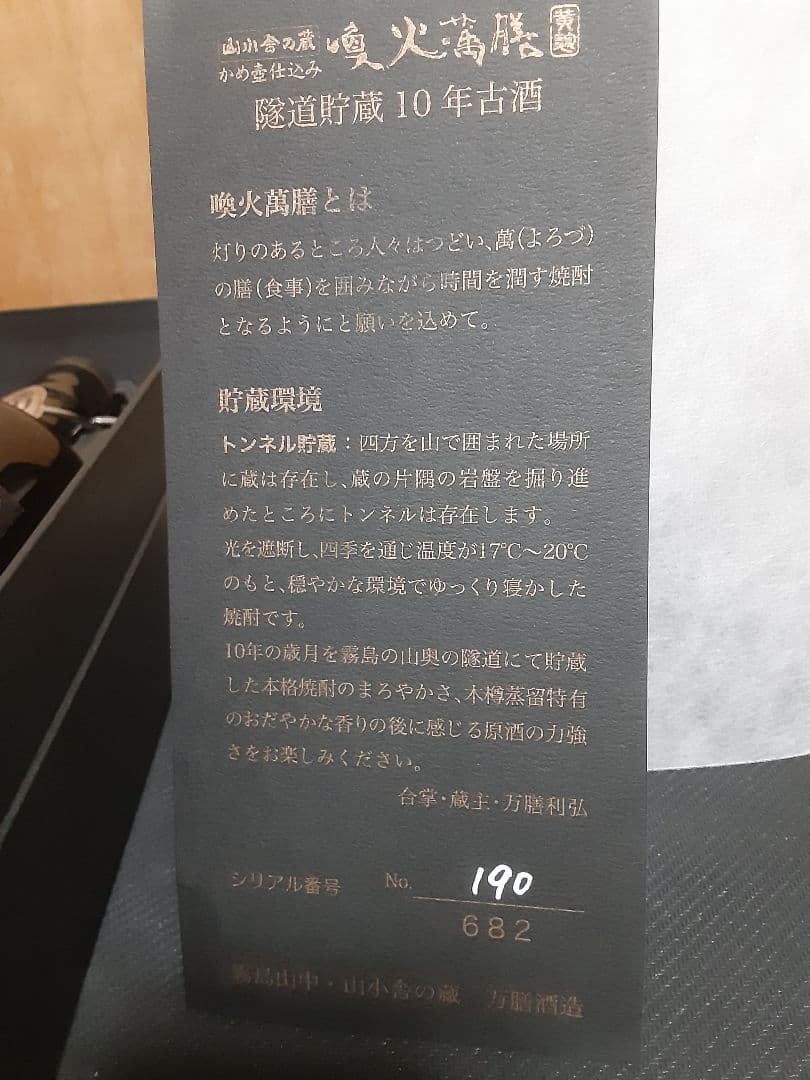 山小舎の蔵
かめ壺仕込み
喚火萬膳
黄麹
隧道貯蔵10年古酒
喚火萬膳とは
灯りのあるところ人々はつどい、萬(よろづ)
の膳(食事)を囲みながら時間を潤す焼酎
となるようにと願いを込めて。
貯蔵環境
トンネル貯蔵：四方を山で囲まれた場所
に蔵は存在し、蔵の片隅の岩盤を掘り進
めたところにトンネルは存在します。
光を遮断し、四季を通じ温度が17℃～20℃
のもと、穏やかな環境でゆっくり寝かした
焼酎です。
10年の歳月を霧島の山奥の隧道にて貯蔵
した本格焼酎のまろやかさ、木樽蒸留特有
のおだやかな香りの後に感じる原酒の力強
さをお楽しみください。
合掌・蔵主・万膳利弘
シリアル番号 No. 190
682
霧島山中・山小舎の蔵 万膳酒造